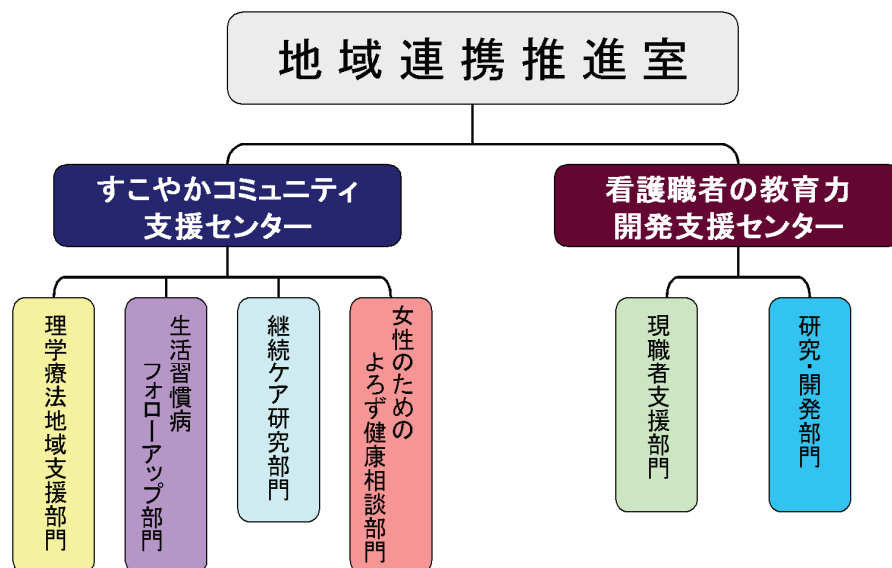 地域連携推進室
すこやかコミュニティ
支援センター
看護職者の教育力
開発支援センター
理学療法地域支援部門
生活習慣病
フォローアップ部門
継続ケア研究部門
女性のための
よろず健康相談部門
現職者支援部門
研究・開発部門